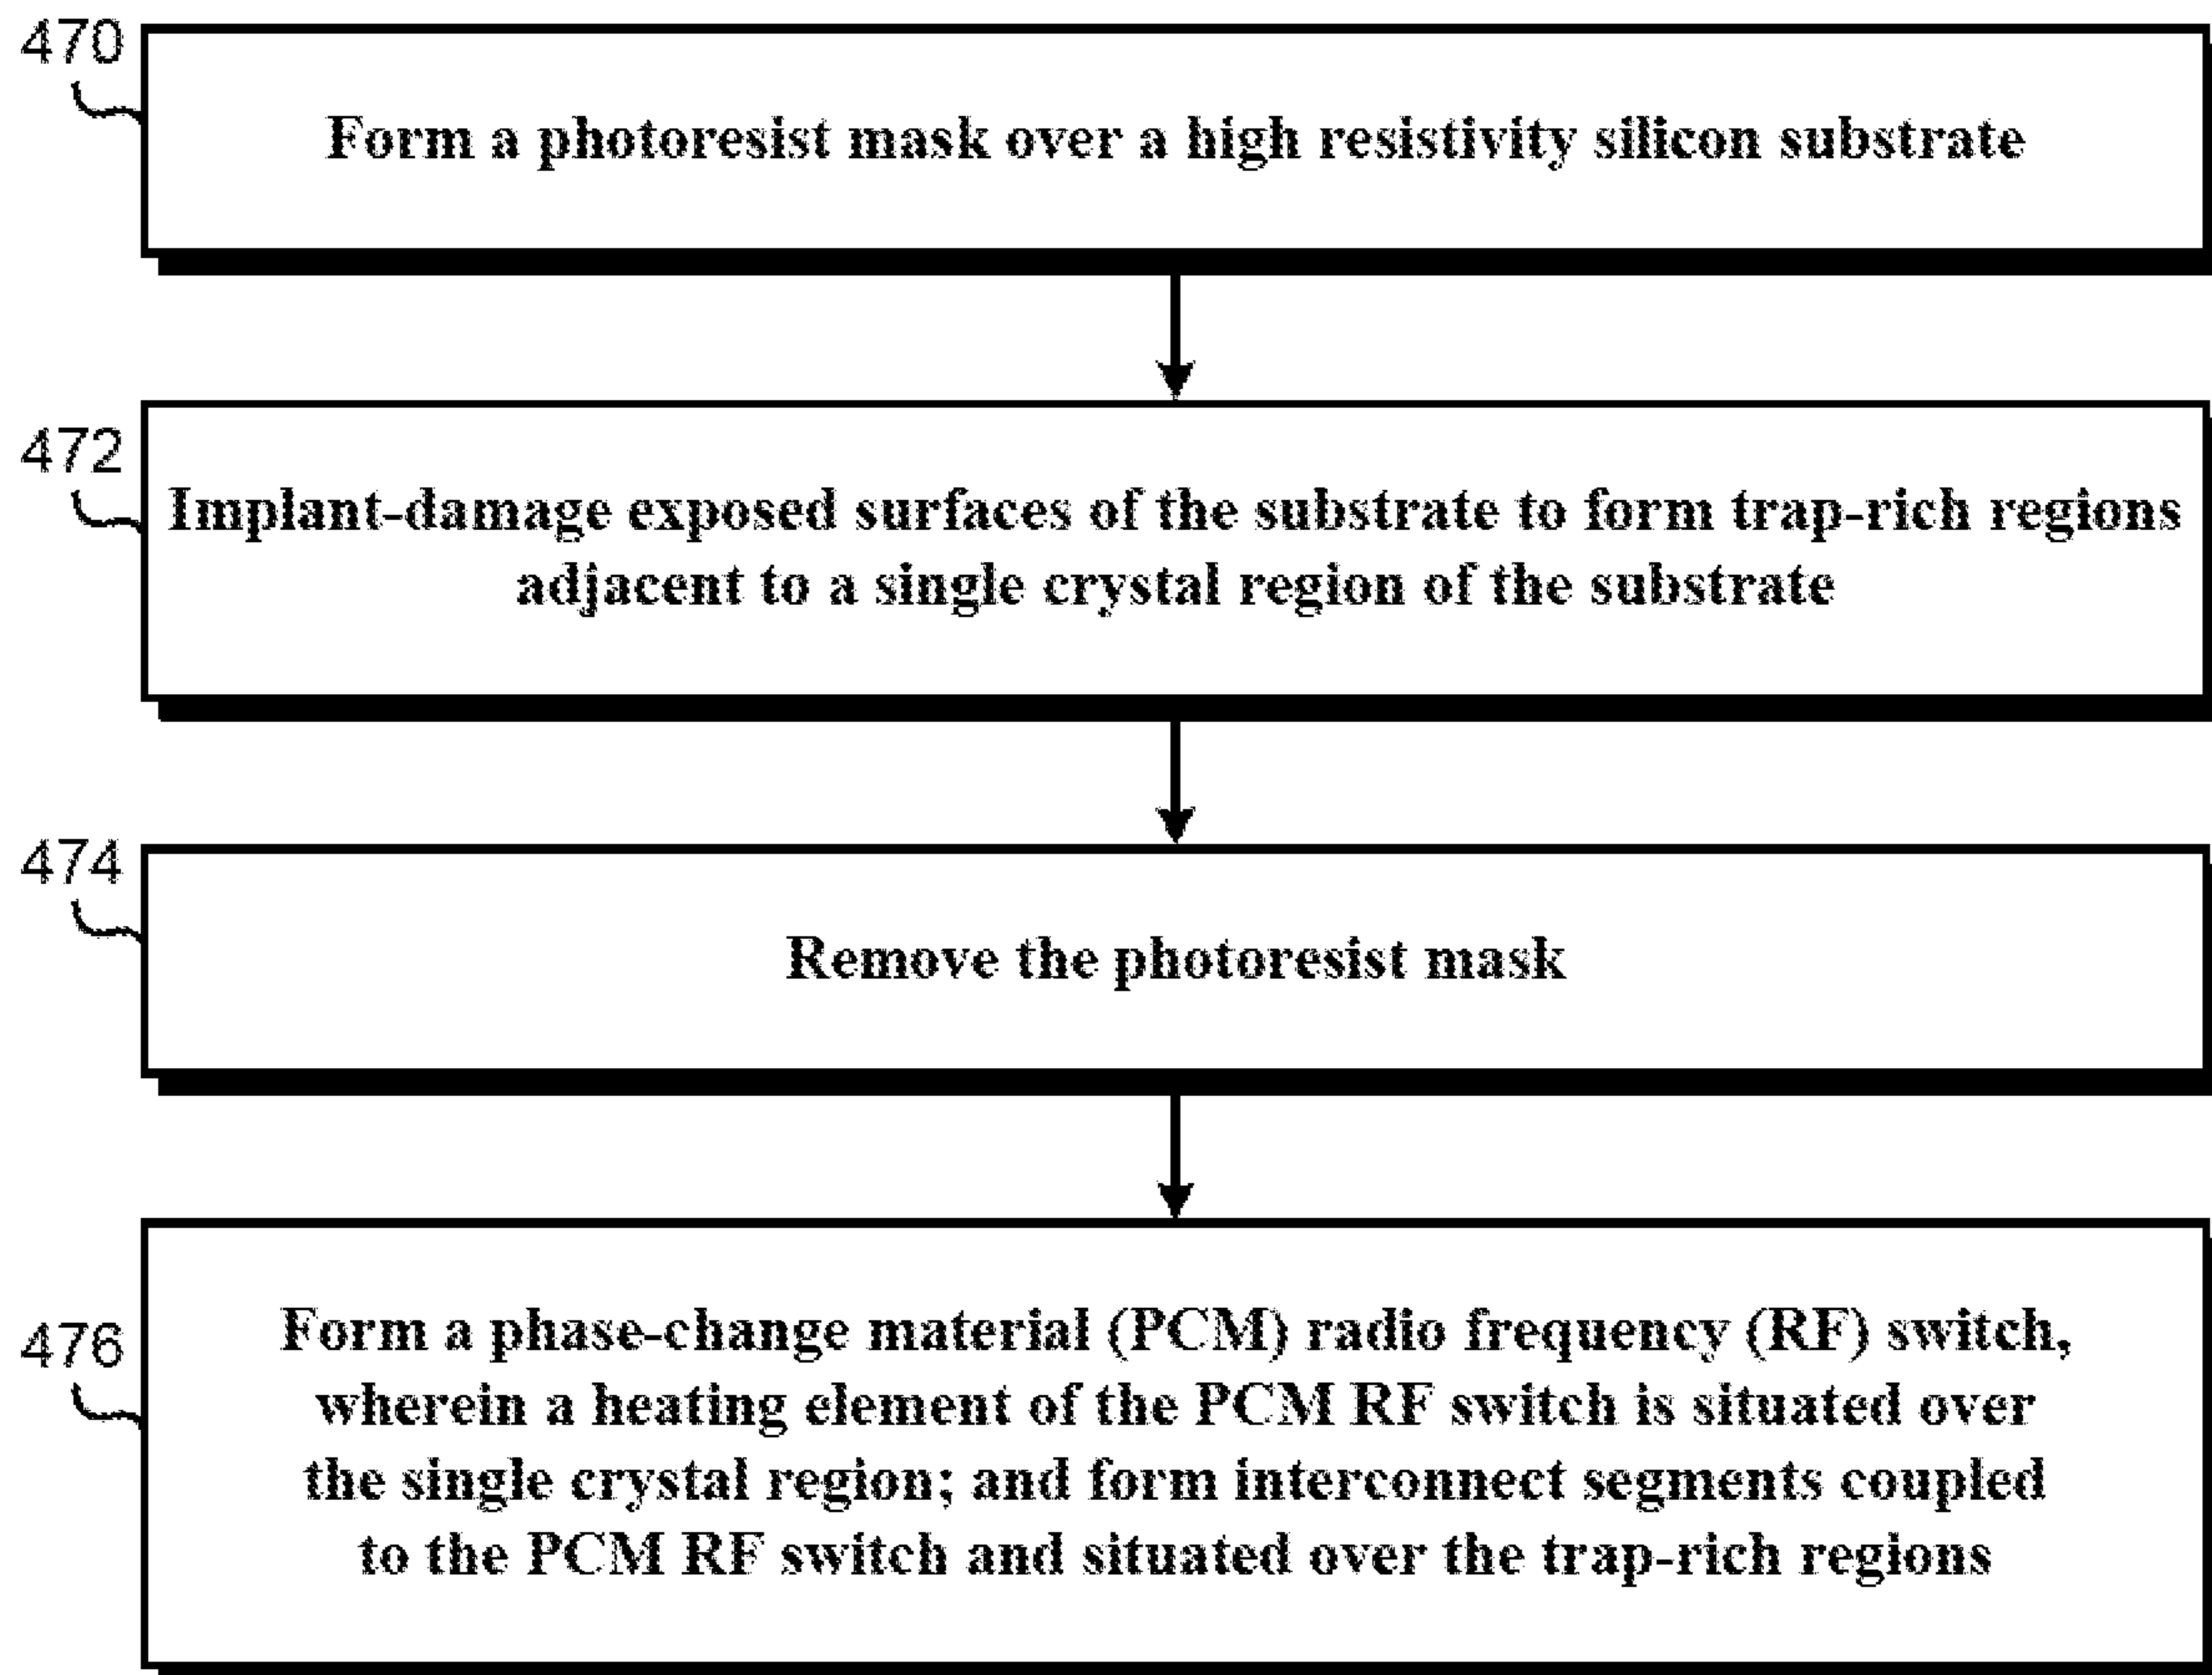 470
Form a photoresist mask over a high resistivity silicon substrate
472
Implant-damage exposed surfaces of the substrate to form trap-rich regions
adjacent to a single crystal region of the substrate
474
Remove the photoresist mask
476
Form a phase-change material (PCM) radio frequency (RF) switch,
wherein a heating element of the PCM RF switch is situated over
the single crystal region; and form interconnect segments coupled
to the PCM RF switch and situated over the trap-rich regions